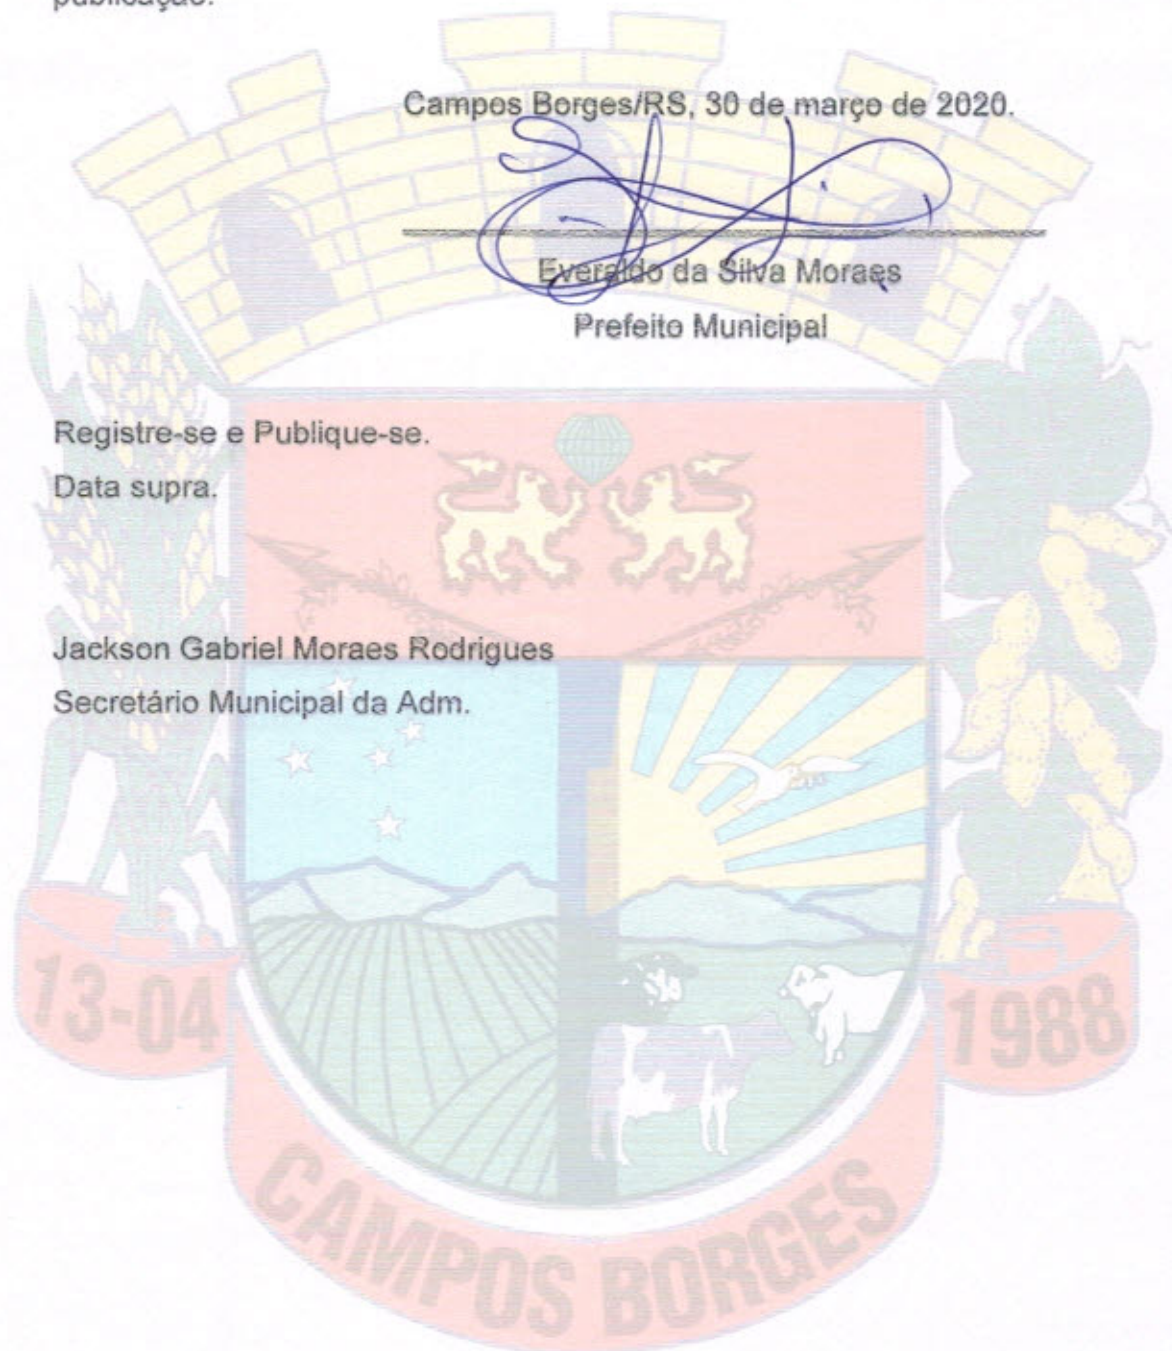 publicação.
Campos Borges/RS, 30 de março de 2020.
Everaldo da Silva Moraes
Prefeito Municipal
Registre-se e Publique-se.
Data supra.
Jackson Gabriel Moraes Rodrigues
Secretário Municipal da Adm.
13-04
1988
CAMPOS BORGES